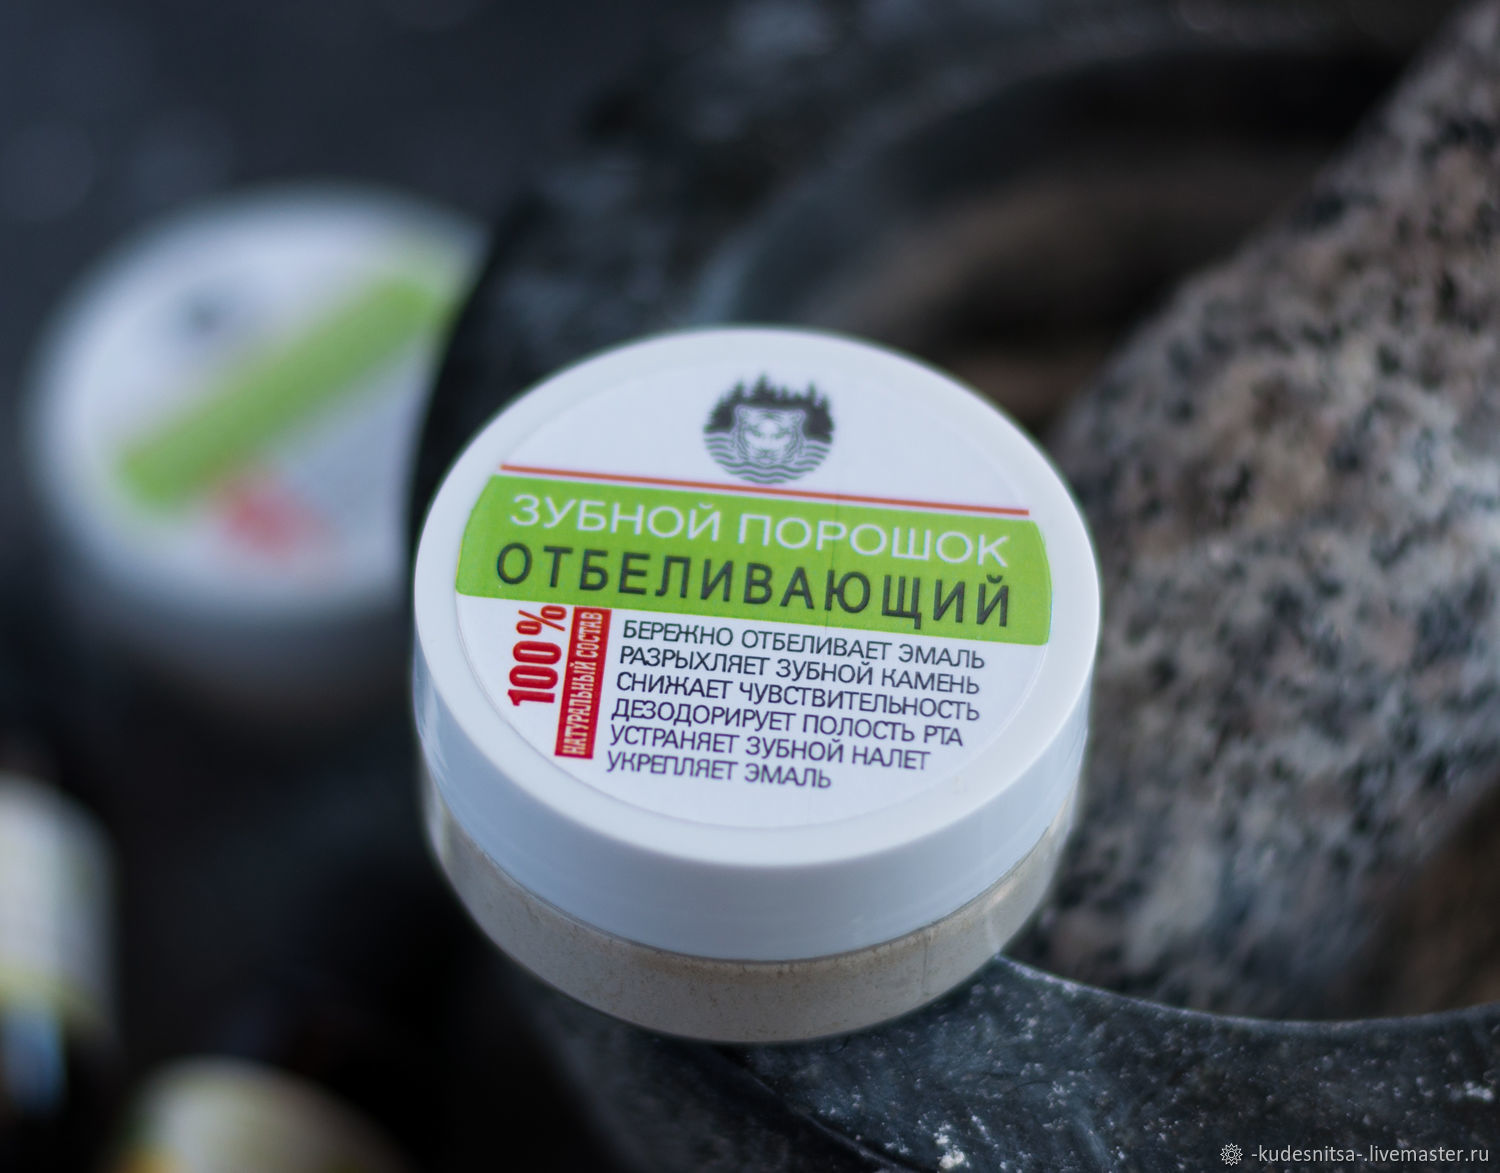 ЗУБНОЙ ПОРОШОК
ОТБЕЛИВАЮЩИЙ
100%
НАТУРАЛЬНЫЙ СОСТАВ
БЕРЕЖНО ОТБЕЛИВАЕТ ЭМАЛЬ
РАЗРЫХЛЯЕТ ЗУБНОЙ КАМЕНЬ
СНИЖАЕТ ЧУВСТВИТЕЛЬНОСТЬ
ДЕЗОДОРИРУЕТ ПОЛОСТЬ РТА
УСТРАНЯЕТ ЗУБНОЙ НАЛЕТ
УКРЕПЛЯЕТ ЭМАЛЬ
-kudesnitsa-.livemaster.ru